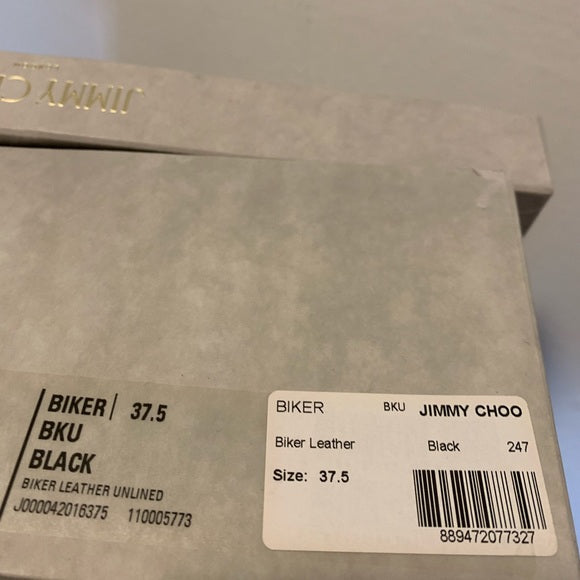 JIMMY C
BIKER 37.5
BKU
BLACK
BIKER LEATHER UNLINED
J000042016375 110005773
BIKER BKU JIMMY CHOO
Biker Leather Black 247
Size: 37.5
889472077327